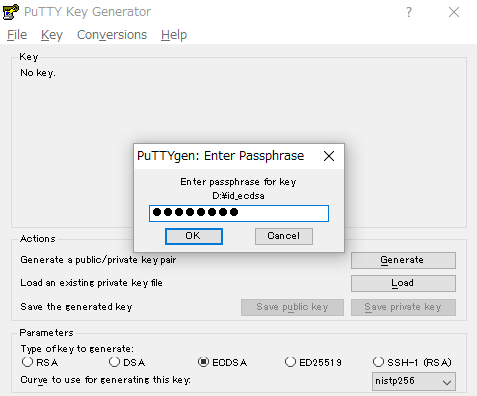 PuTTY Key Generator
?
File Key Conversions Help
Key
No key.
PuTTYgen: Enter Passphrase
Enter passphrase for key
D:¥id_ecdsa
●●●●●●●●
OK Cancel
Actions
Generate a public/private key pair Generate
Load an existing private key file Load
Save the generated key Save public key Save private key
Parameters
Type of key to generate:
RSA DSA ECDSA ED25519 SSH-1 (RSA)
Curve to use for generating this key: nistp256